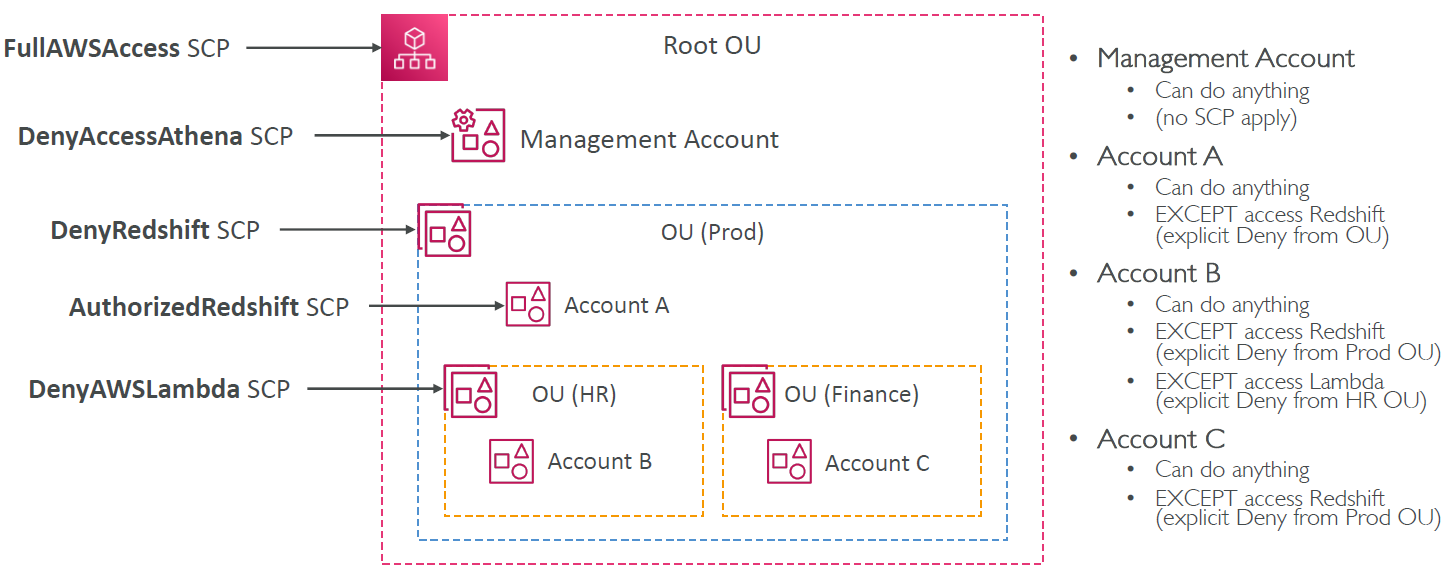 FullAWSAccess SCP
Root OU
DenyAccessAthena SCP
Management Account
DenyRedshift SCP
OU (Prod)
AuthorizedRedshift SCP
Account A
DenyAWSLambda SCP
OU (HR)
OU (Finance)
Account B
Account C
• Management Account
• Can do anything
• (no SCP apply)
• Account A
• Can do anything
• EXCEPT access Redshift
(explicit Deny from OU)
• Account B
• Can do anything
• EXCEPT access Redshift
(explicit Deny from Prod OU)
• EXCEPT access Lambda
(explicit Deny from HR OU)
• Account C
• Can do anything
• EXCEPT access Redshift
(explicit Deny from Prod OU)